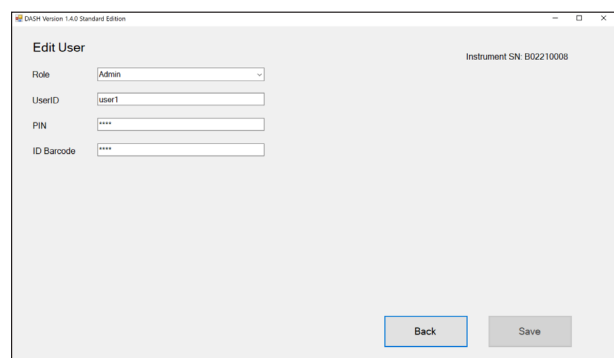 DASH Version 1.4.0 Standard Edition
Edit User
Instrument SN: B02210008
Role Admin
UserID user1
PIN ****
ID Barcode ****
Back Save